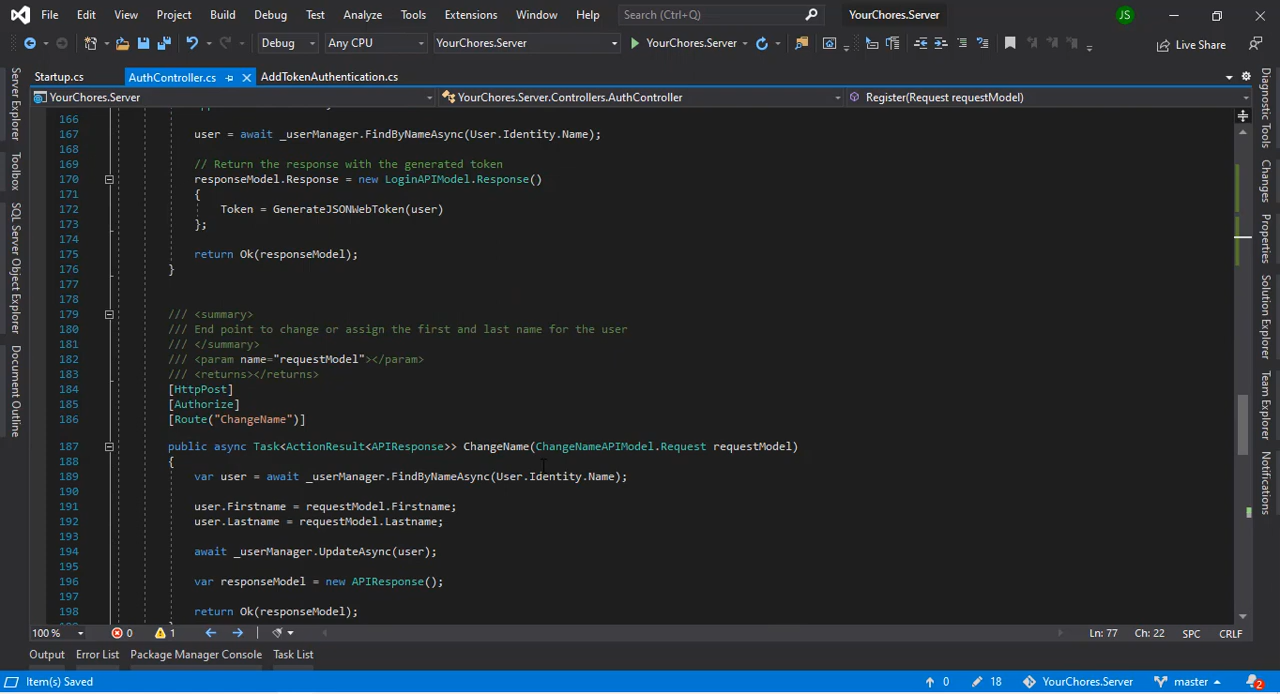 File Edit View Project Build Debug Test Analyze Tools Extensions Window Help Search (Ctrl+Q) YourChores.Server JS
Debug Any CPU YourChores.Server YourChores.Server Live Share
Startup.cs AuthController.cs AddTokenAuthentication.cs
YourChores.Server YourChores.Server.Controllers.AuthController Register(Request requestModel)
166
167 user = await _userManager.FindByNameAsync(User.Identity.Name);
168
169 // Return the response with the generated token
170 responseModel.Response = new LoginAPIModel.Response()
171 {
172 Token = GenerateJSONWebToken(user)
173 };
174
175 return Ok(responseModel);
176 }
177
178
179 /// <summary>
180 /// End point to change or assign the first and last name for the user
181 /// </summary>
182 /// <param name="requestModel"></param>
183 /// <returns></returns>
184 [HttpPost]
185 [Authorize]
186 [Route("ChangeName")]
187 public async Task<ActionResult<APIResponse>> ChangeName(ChangeNameAPIModel.Request requestModel)
188 {
189 var user = await _userManager.FindByNameAsync(User.Identity.Name);
190
191 user.Firstname = requestModel.Firstname;
192 user.Lastname = requestModel.Lastname;
193
194 await _userManager.UpdateAsync(user);
195
196 var responseModel = new APIResponse();
197
198 return Ok(responseModel);
100 % 0 1 Ln: 77 Ch: 22 SPC CRLF
Output Error List Package Manager Console Task List
Item(s) Saved 0 18 YourChores.Server master 2
Server Explorer
Toolbox
SQL Server Object Explorer
Document Outline
Diagnostic Tools
Changes
Properties
Solution Explorer
Team Explorer
Notifications